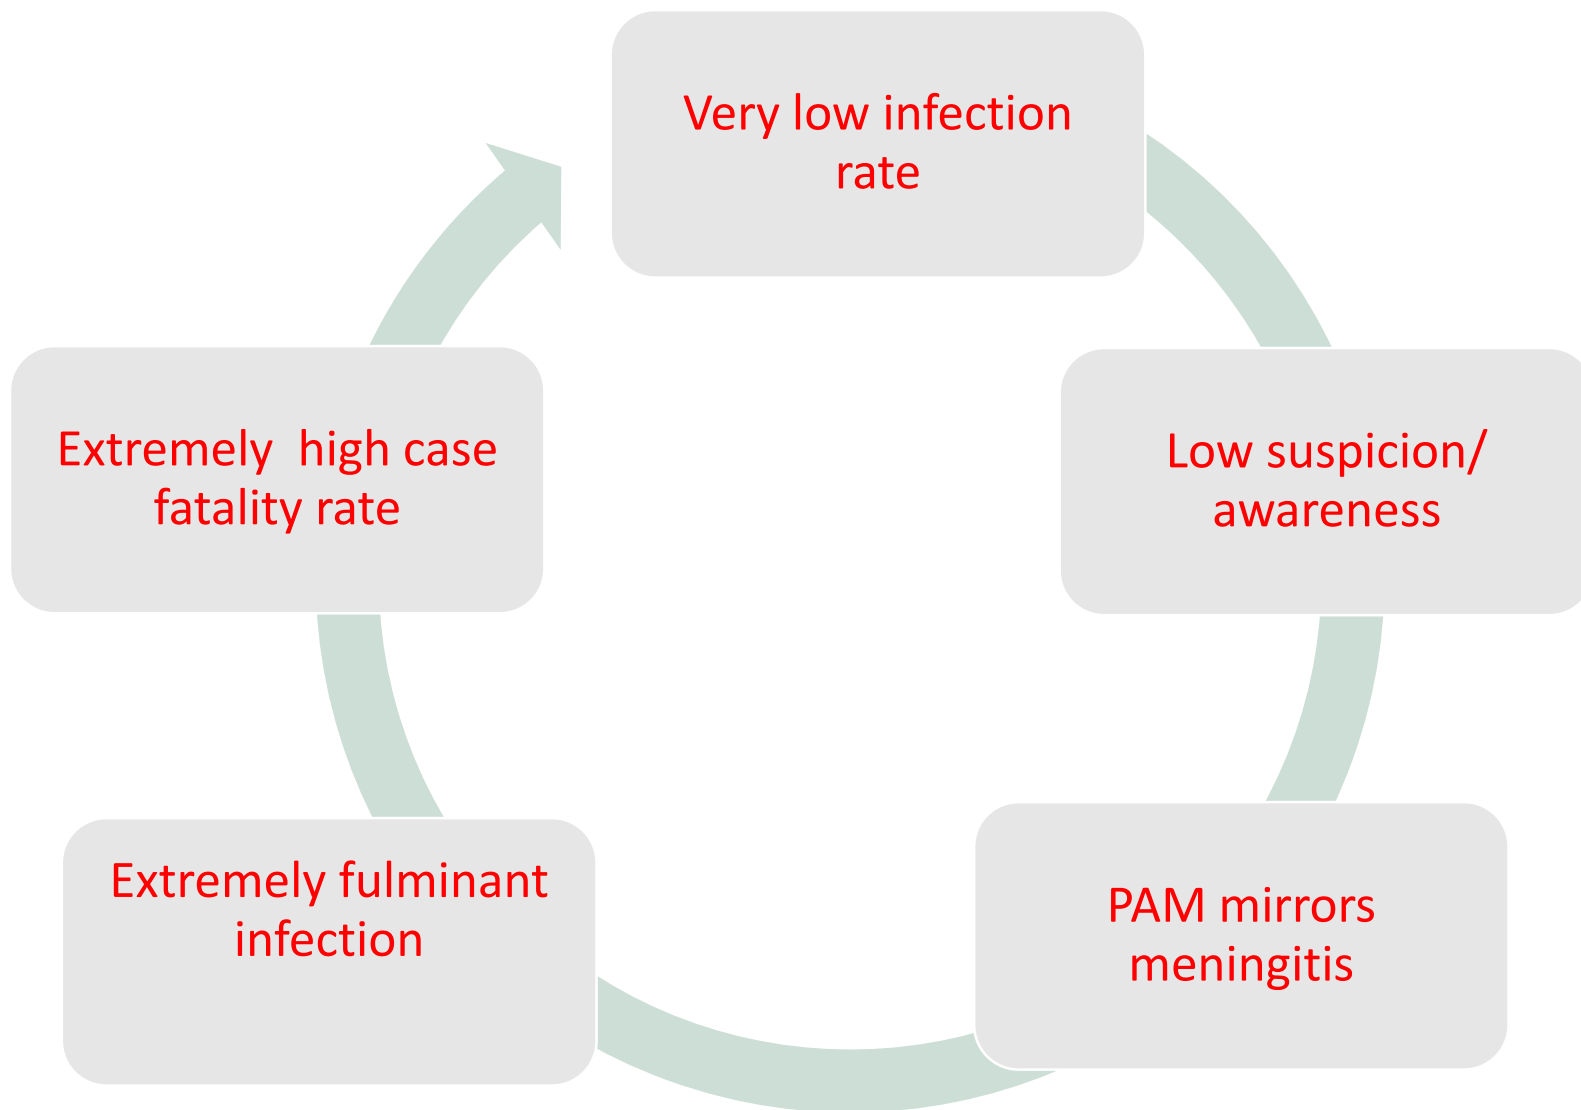 Very low infection
rate
Low suspicion/
awareness
PAM mirrors
meningitis
Extremely fulminant
infection
Extremely  high case
fatality rate